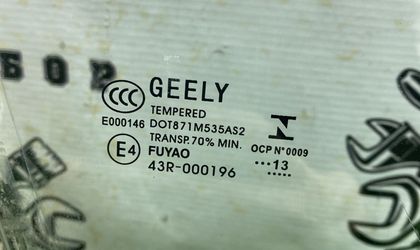 БОР
CCC GEELY
TEMPERED
E000146 DOT871M535AS2
TRANSP.70% MIN. OCP N°0009
E4 FUYAO ···13
43R-000196